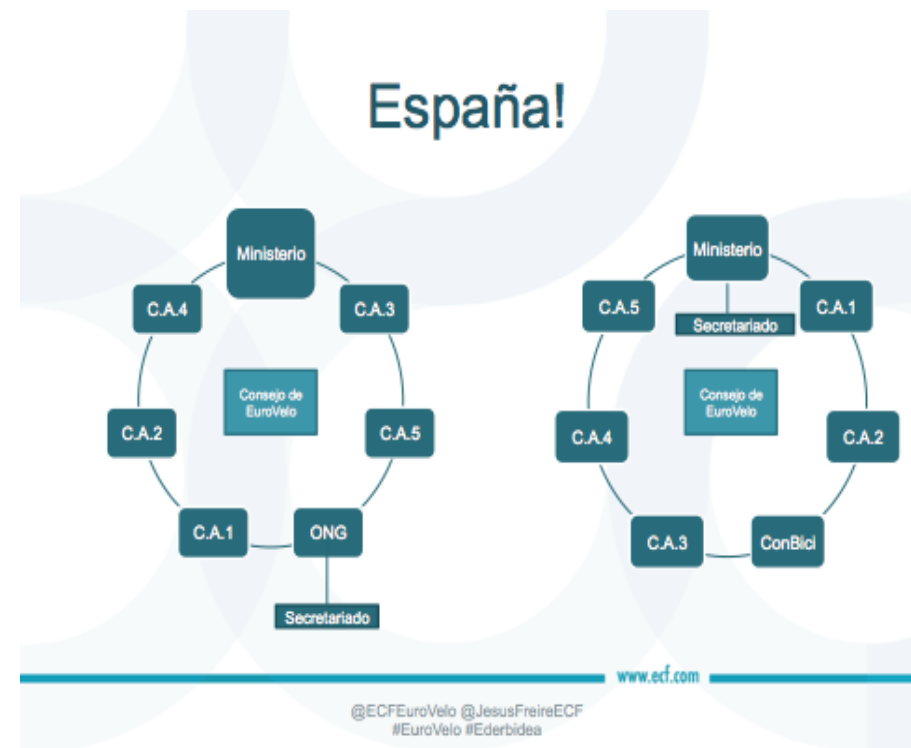 España!
Ministerio
C.A.4
C.A.3
Consejo de
EuroVelo
C.A.2
C.A.5
C.A.1
ONG
Secretariado
Ministerio
C.A.5
C.A.1
Secretariado
Consejo de
EuroVelo
C.A.4
C.A.2
C.A.3
ConBici
www.ecf.com
@ECFEuroVelo @JesusFreireECF
#EuroVelo #Ederbidea